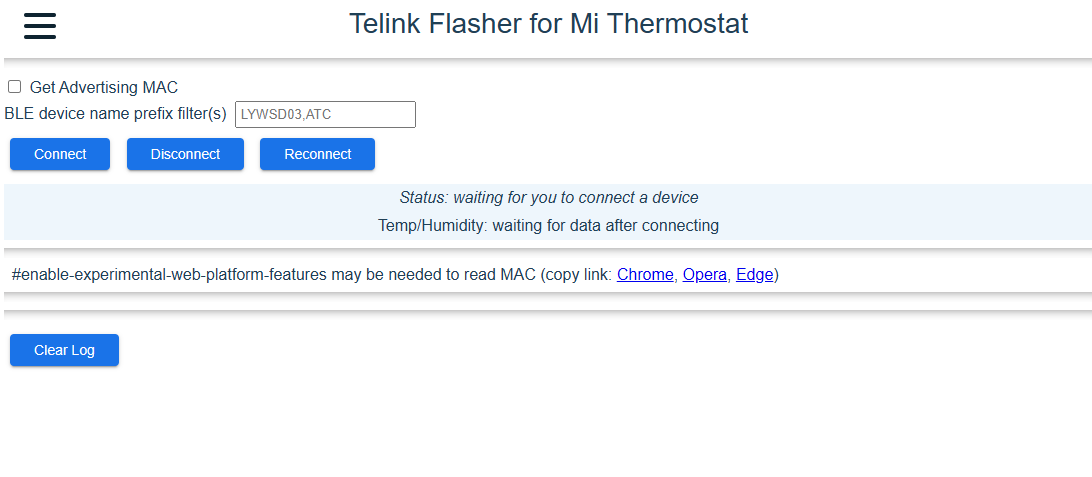 Telink Flasher for Mi Thermostat
Get Advertising MAC
BLE device name prefix filter(s) LYWSD03,ATC
Connect Disconnect Reconnect
Status: waiting for you to connect a device
Temp/Humidity: waiting for data after connecting
#enable-experimental-web-platform-features may be needed to read MAC (copy link: Chrome, Opera, Edge)
Clear Log